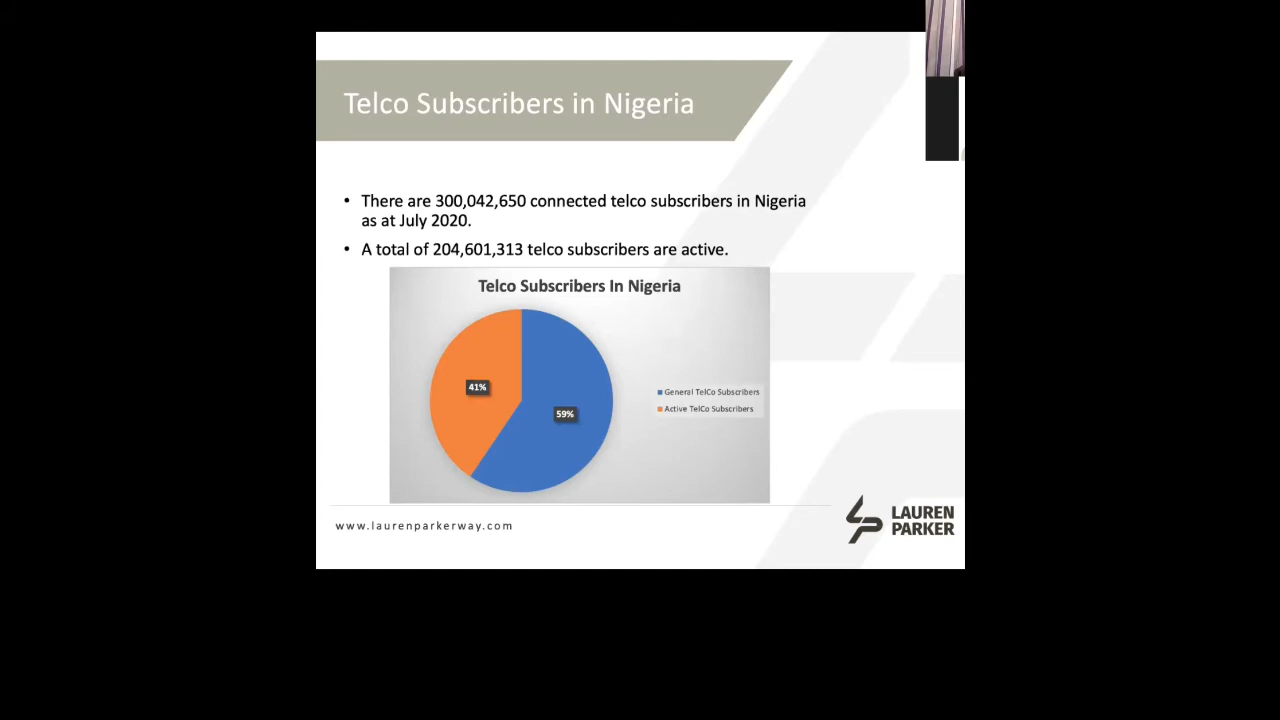 Telco Subscribers in Nigeria
• There are 300,042,650 connected telco subscribers in Nigeria
as at July 2020.
• A total of 204,601,313 telco subscribers are active.
Telco Subscribers In Nigeria
41%
59%
General TelCo Subscribers
Active TelCo Subscribers
www.laurenparkerway.com
LAUREN
PARKER